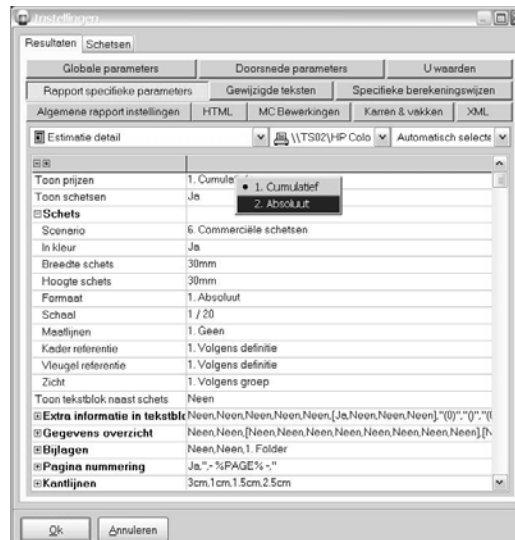 Instellingen
Resultaten Schetsen
Globale parameters Doorsnede parameters U waarden
Rapport specifieke parameters Gewijzigde teksten Specifieke berekeningswijzen
Algemene rapport instellingen HTML MC Bewerkingen Karren & vakken XML
Estimatie detail \\TS02\HP Colo Automatisch selecte
Toon prijzen 1. Cumulatief
1. Cumulatief
Toon schetsen Ja
2. Absoluut
Schets
Scenario 6. Commerciële schetsen
In kleur Ja
Breedte schets 30mm
Hoogte schets 30mm
Formaat 1. Absoluut
Schaal 1 / 20
Maatlijnen 1. Geen
Kader referentie 1. Volgens definitie
Vleugel referentie 1. Volgens definitie
Zicht 1. Volgens groep
Toon tekstblok naast schets Neen
Extra informatie in tekstblo Neen,Neen,Neen,Neen,Neen,[Ja,Neen,Neen,Neen],"(0)","()","(
Gegevens overzicht Neen,Neen,[Neen,Neen,Neen,Neen,Neen,Neen,Neen,Neen],[N
Bijlagen Neen,Neen,1. Folder
Pagina nummering Ja,"- %PAGE% -,"
Kantlijnen 3cm,1cm,1.5cm,2.5cm
Ok Annuleren